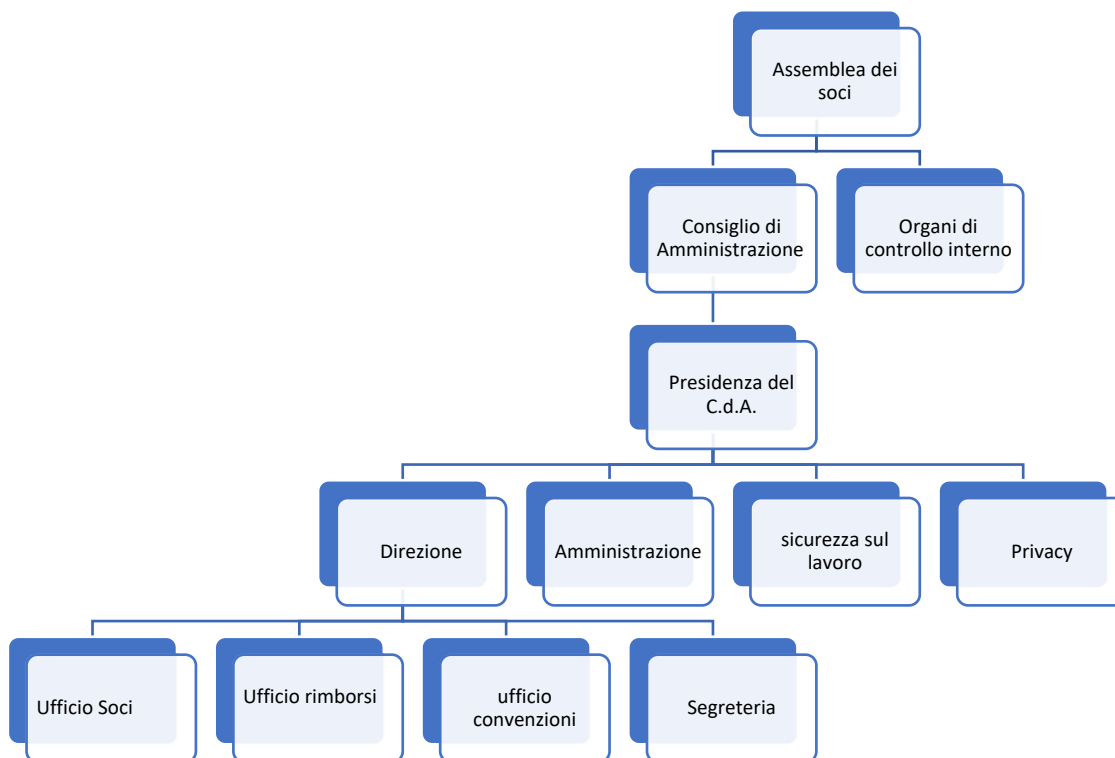 Assemblea dei
soci
Consiglio di
Amministrazione
Organi di
controllo interno
Presidenza del
C.d.A.
Direzione
Amministrazione
sicurezza sul
lavoro
Privacy
Ufficio Soci
Ufficio rimborsi
ufficio
convenzioni
Segreteria